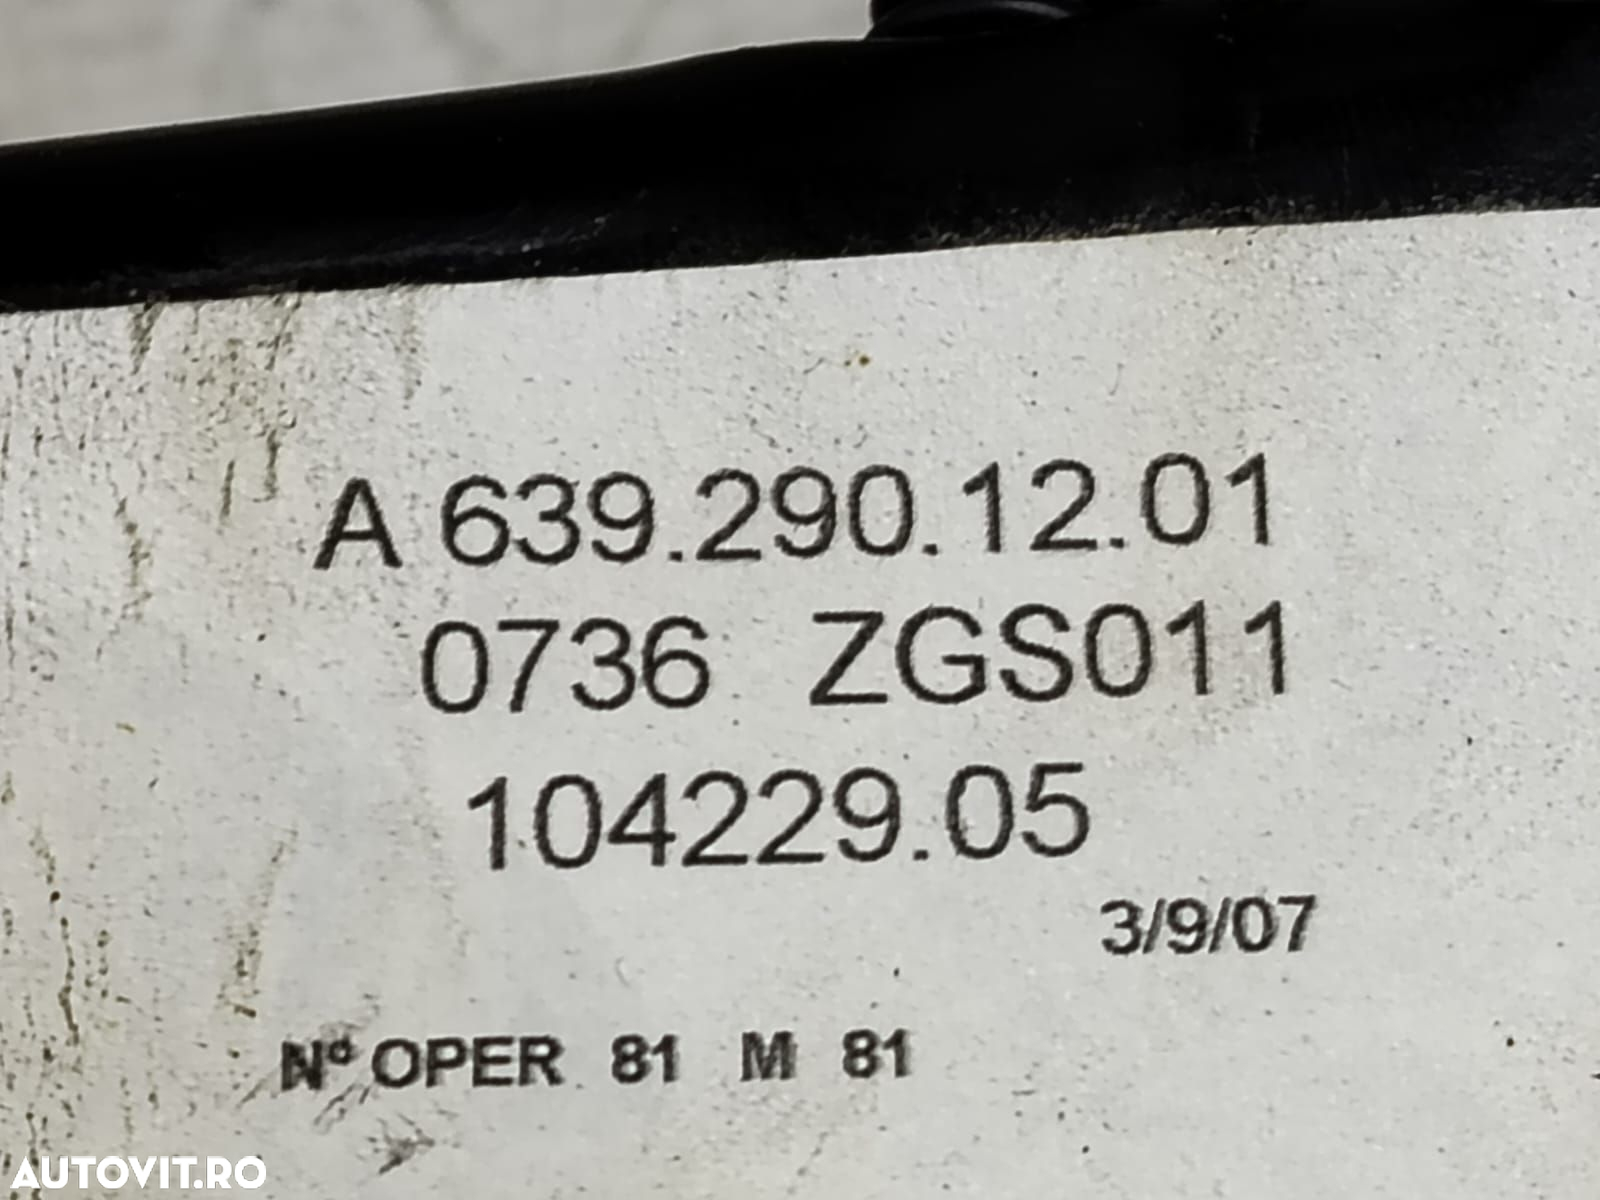 A 639.290.12.01
0736 ZGS011
104229.05
3/9/07
Nº OPER 81 M 81
AUTOVIT.RO